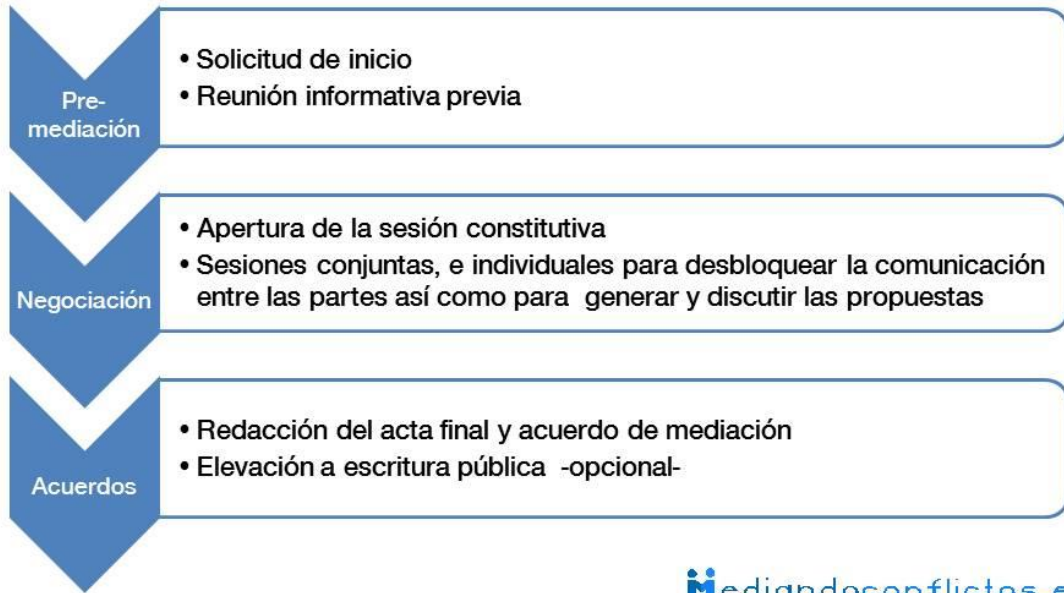 Pre-
mediación
• Solicitud de inicio
• Reunión informativa previa
Negociación
• Apertura de la sesión constitutiva
• Sesiones conjuntas, e individuales para desbloquear la comunicación
entre las partes así como para generar y discutir las propuestas
Acuerdos
• Redacción del acta final y acuerdo de mediación
• Elevación a escritura pública -opcional-
Mediandoconflictos.e